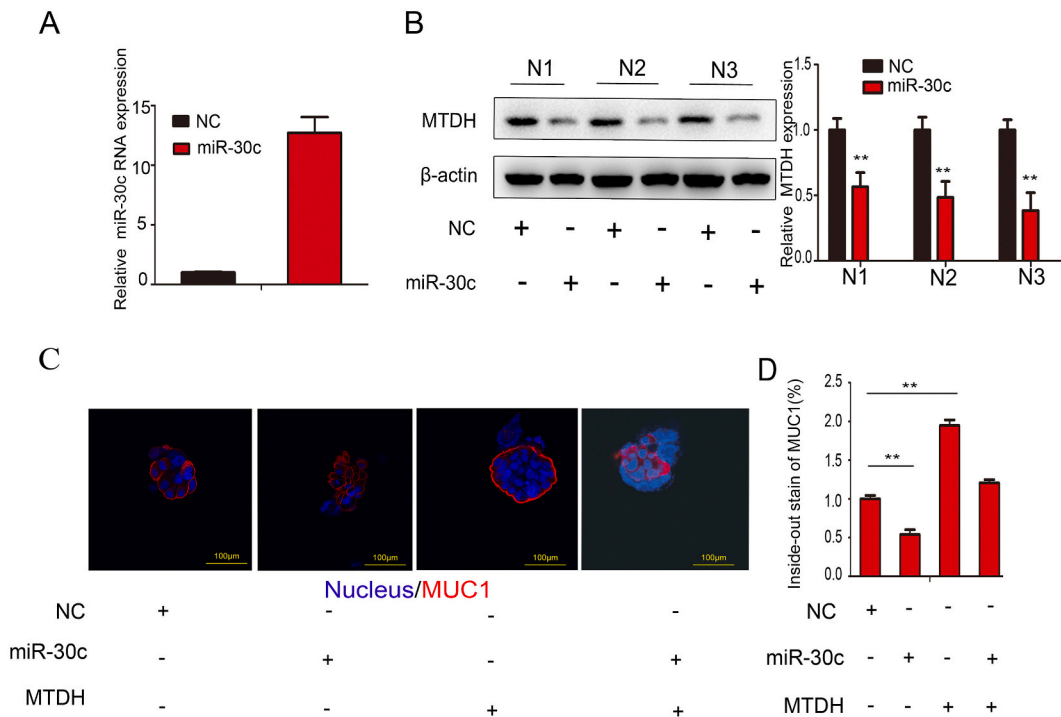 A
Relative miR-30c RNA expression
15
10
5
0
NC
miR-30c
B
N1 N2 N3
MTDH
β-actin
NC + - + - + -
miR-30c - + - + - +
Relative MTDH expression
1.0
0.5
0.0
NC
miR-30c
** ** **
N1 N2 N3
C
100μm 100μm 100μm 100μm
Nucleus/MUC1
NC + - - -
miR-30c - + - +
MTDH - - + +
D
Inside-out stain of MUC1(%)
2.5
2.0
1.5
1.0
0.5
0.0
**
**
NC + - - -
miR-30c - + - +
MTDH - - + +